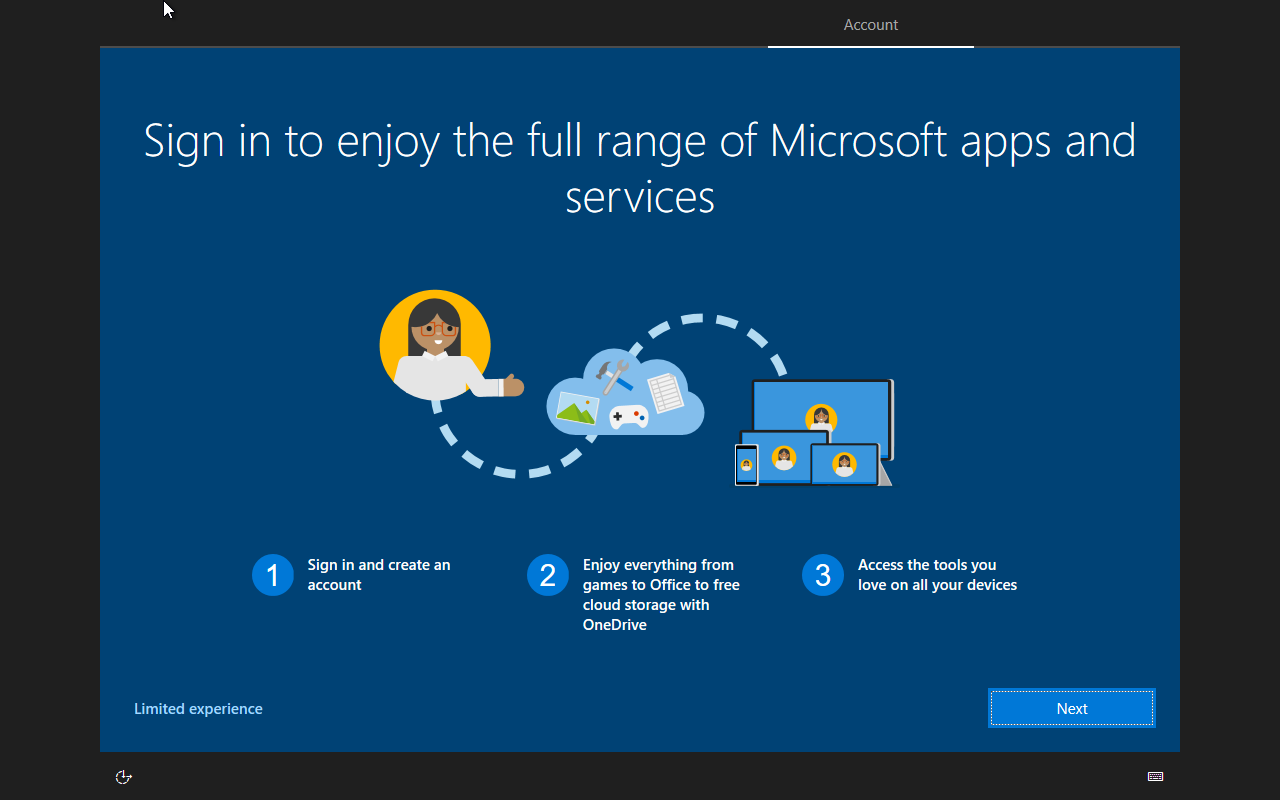 Account
Sign in to enjoy the full range of Microsoft apps and
services
1
Sign in and create an
account
2
Enjoy everything from
games to Office to free
cloud storage with
OneDrive
3
Access the tools you
love on all your devices
Limited experience
Next